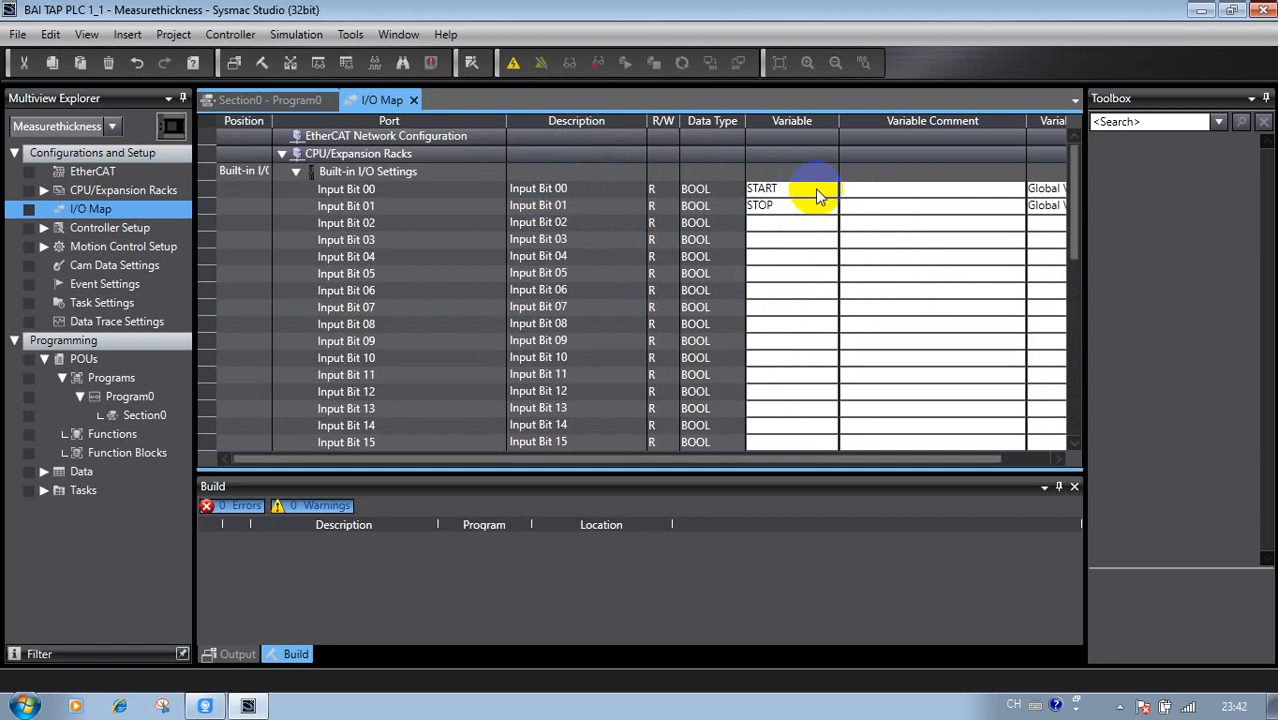 BAI TAP PLC 1_1 - Measurethickness - Sysmac Studio (32bit)
File Edit View Insert Project Controller Simulation Tools Window Help
Multiview Explorer
Measurethickness
Configurations and Setup
EtherCAT
CPU/Expansion Racks
I/O Map
Controller Setup
Motion Control Setup
Cam Data Settings
Event Settings
Task Settings
Data Trace Settings
Programming
POUs
Programs
Program0
Section0
Functions
Function Blocks
Data
Tasks
Filter
Section0 - Program0 I/O Map
Position Port Description R/W Data Type Variable Variable Comment Varial
EtherCAT Network Configuration
CPU/Expansion Racks
Built-in I/O Built-in I/O Settings
Input Bit 00 Input Bit 00 R BOOL START Global V
Input Bit 01 Input Bit 01 R BOOL STOP Global V
Input Bit 02 Input Bit 02 R BOOL
Input Bit 03 Input Bit 03 R BOOL
Input Bit 04 Input Bit 04 R BOOL
Input Bit 05 Input Bit 05 R BOOL
Input Bit 06 Input Bit 06 R BOOL
Input Bit 07 Input Bit 07 R BOOL
Input Bit 08 Input Bit 08 R BOOL
Input Bit 09 Input Bit 09 R BOOL
Input Bit 10 Input Bit 10 R BOOL
Input Bit 11 Input Bit 11 R BOOL
Input Bit 12 Input Bit 12 R BOOL
Input Bit 13 Input Bit 13 R BOOL
Input Bit 14 Input Bit 14 R BOOL
Input Bit 15 Input Bit 15 R BOOL
Build
0 Errors 0 Warnings
Description Program Location
Output Build
Toolbox
<Search>
CH 23:42